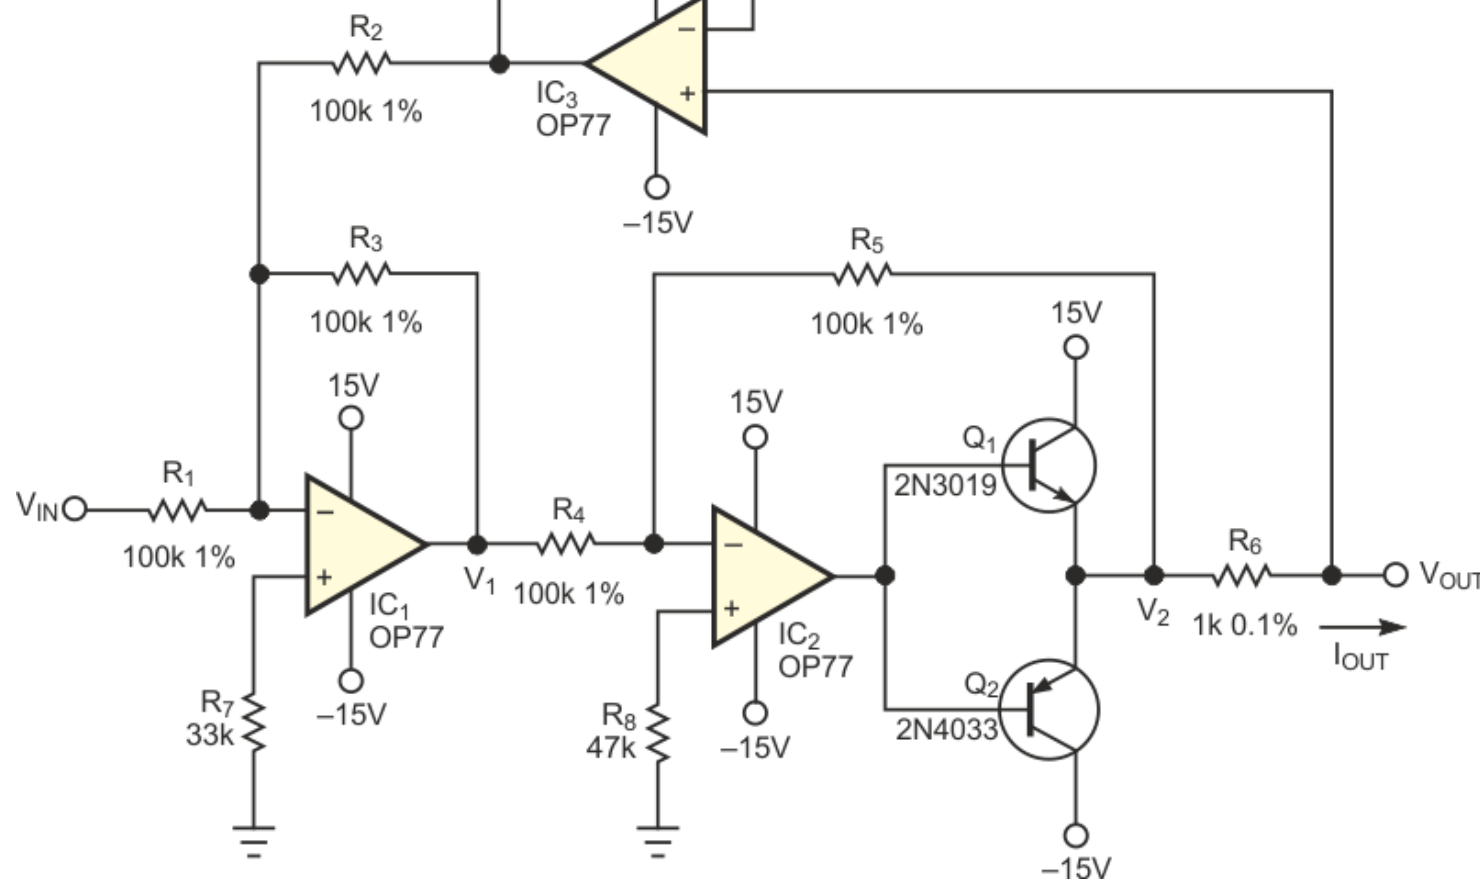 R2
100k 1%
−
+
IC3
OP77
–15V
R3
100k 1%
R5
100k 1%
15V
15V
15V
Q1
2N3019
R1
VIN
100k 1%
−
+
IC1
OP77
V1
R4
100k 1%
−
+
IC2
OP77
R6
VOUT
V2
1k 0.1%
IOUT
R7
33k
–15V
R8
47k
–15V
Q2
2N4033
–15V